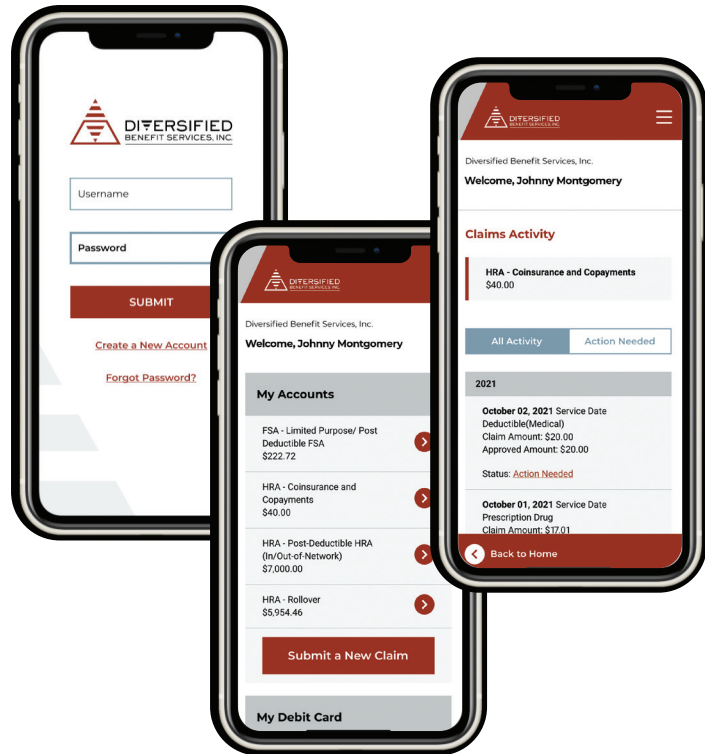 DIVERSIFIED
BENEFIT SERVICES, INC.
Username
Password
SUBMIT
Create a New Account
Forgot Password?
DIVERSIFIED
BENEFIT SERVICES, INC.
Diversified Benefit Services, Inc.
Welcome, Johnny Montgomery
My Accounts
FSA - Limited Purpose/ Post
Deductible FSA
$222.72
HRA - Coinsurance and
Copayments
$40.00
HRA - Post-Deductible HRA
(In/Out-of-Network)
$7,000.00
HRA - Rollover
$5,954.46
Submit a New Claim
My Debit Card
DIVERSIFIED
BENEFIT SERVICES, INC.
Diversified Benefit Services, Inc.
Welcome, Johnny Montgomery
Claims Activity
HRA - Coinsurance and Copayments
$40.00
All Activity
Action Needed
2021
October 02, 2021 Service Date
Deductible(Medical)
Claim Amount: $20.00
Approved Amount: $20.00
Status: Action Needed
October 01, 2021 Service Date
Prescription Drug
Claim Amount: $17.01
Back to Home